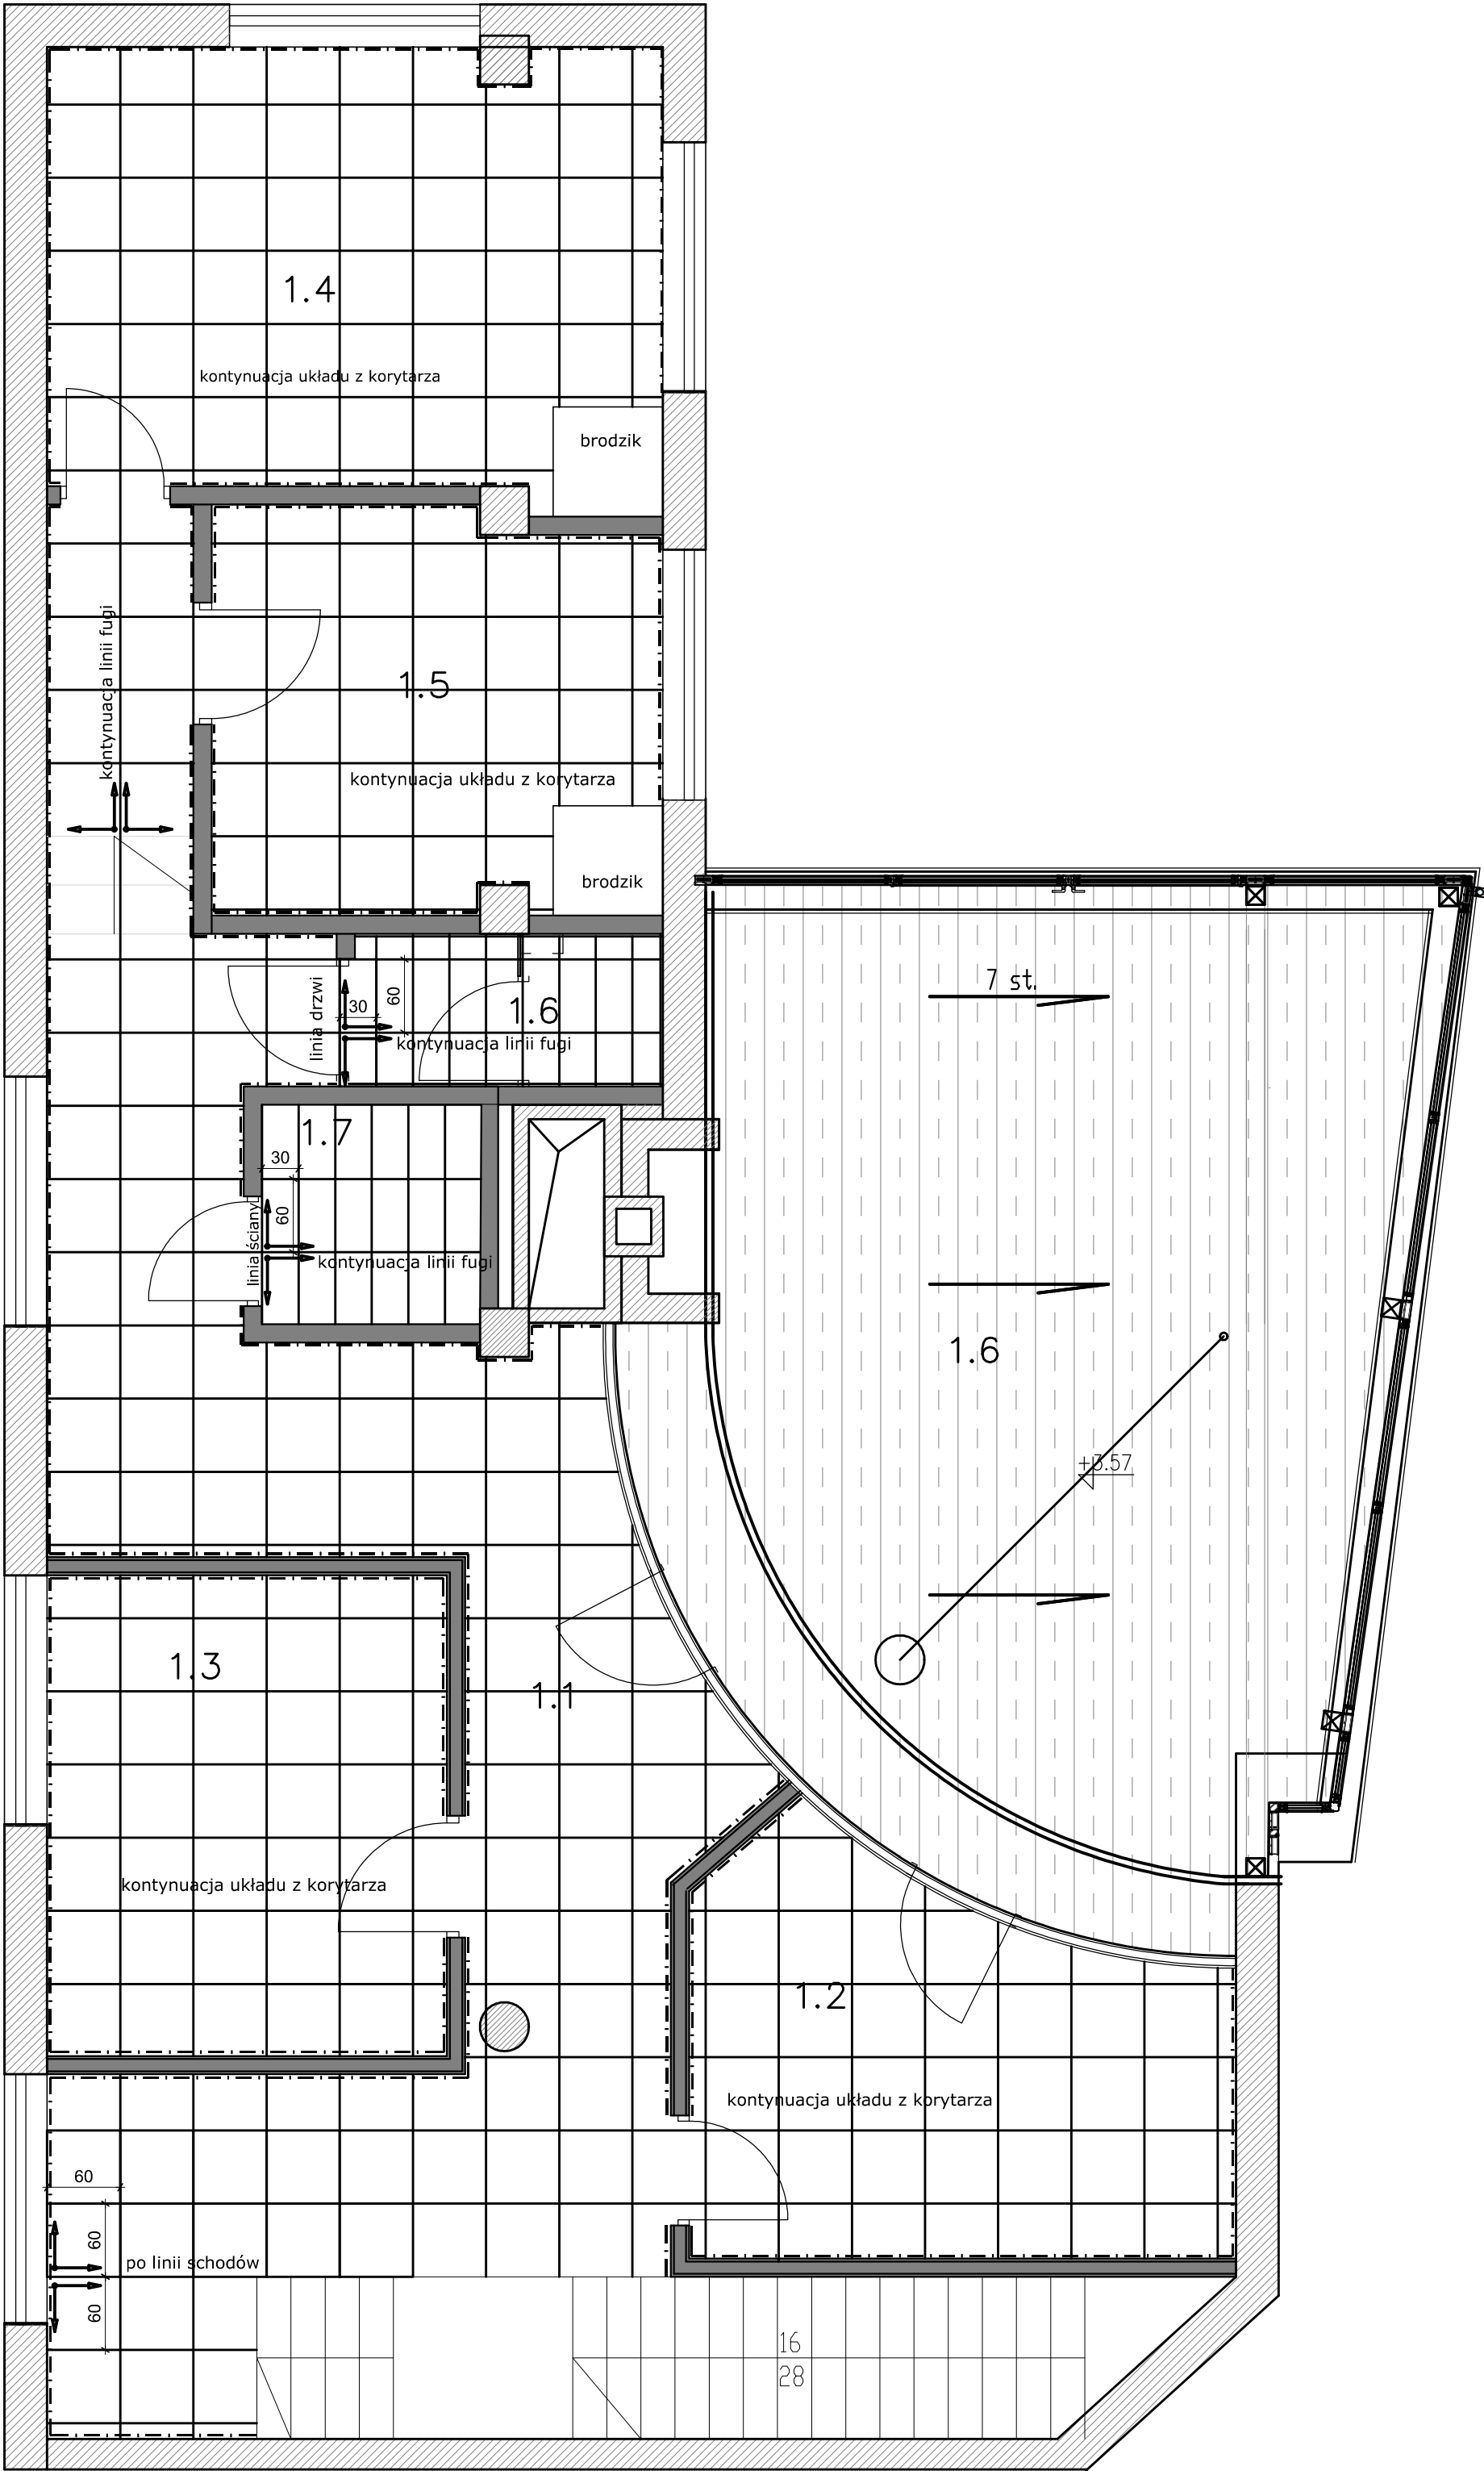 1.4
kontynuacja układu z korytarza
brodzik
kontynuacja linii fugi
1.5
kontynuacja układu z korytarza
brodzik
7 st.
linia drzwi
30
60
1.6
kontynuacja linii fugi
1.7
30
60
linia ściany
kontynuacja linii fugi
1.6
+3.57
1.3
1.1
kontynuacja układu z korytarza
1.2
kontynuacja układu z korytarza
60
60
po linii schodów
60
16
28